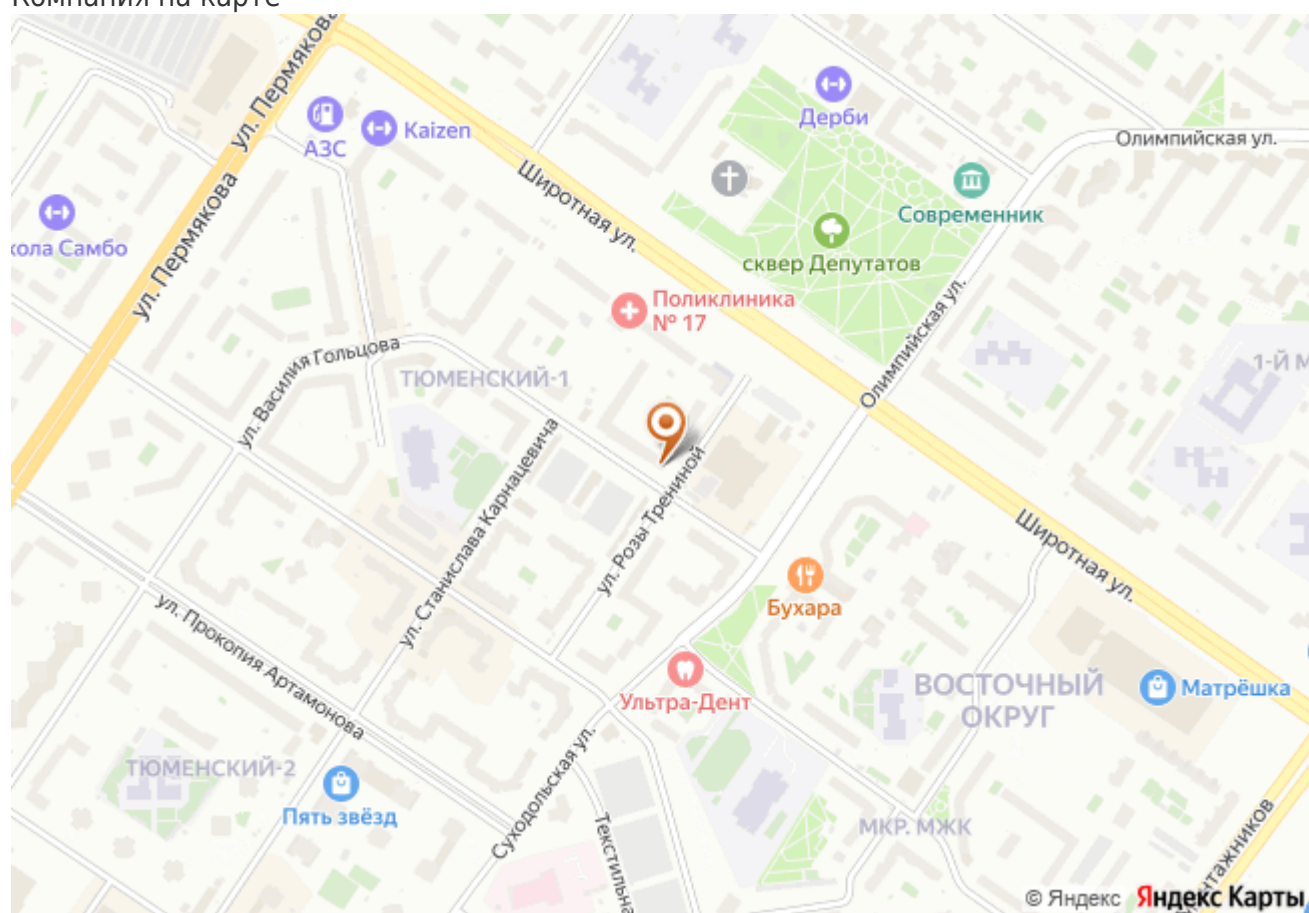 Компания на карте
ул. Пермякова
АЗС
Kaizen
Дерби
Олимпийская ул.
ул. Пермякова
Широтная ул.
Современник
сквер Депутатов
Поликлиника
№ 17
Олимпийская ул.
ул. Василия Гольцова
ТЮМЕНСКИЙ-1
ул. Станислава Карнацевича
ул. Розы Трениной
Широтная ул.
Бухара
ул. Прокопия Артамонова
Ультра-Дент
ВОСТОЧНЫЙ
ОКРУГ
Матрёшка
ТЮМЕНСКИЙ-2
Пять звёзд
Суходольская ул.
МКР. МЖК
© Яндекс Яндекс Карты